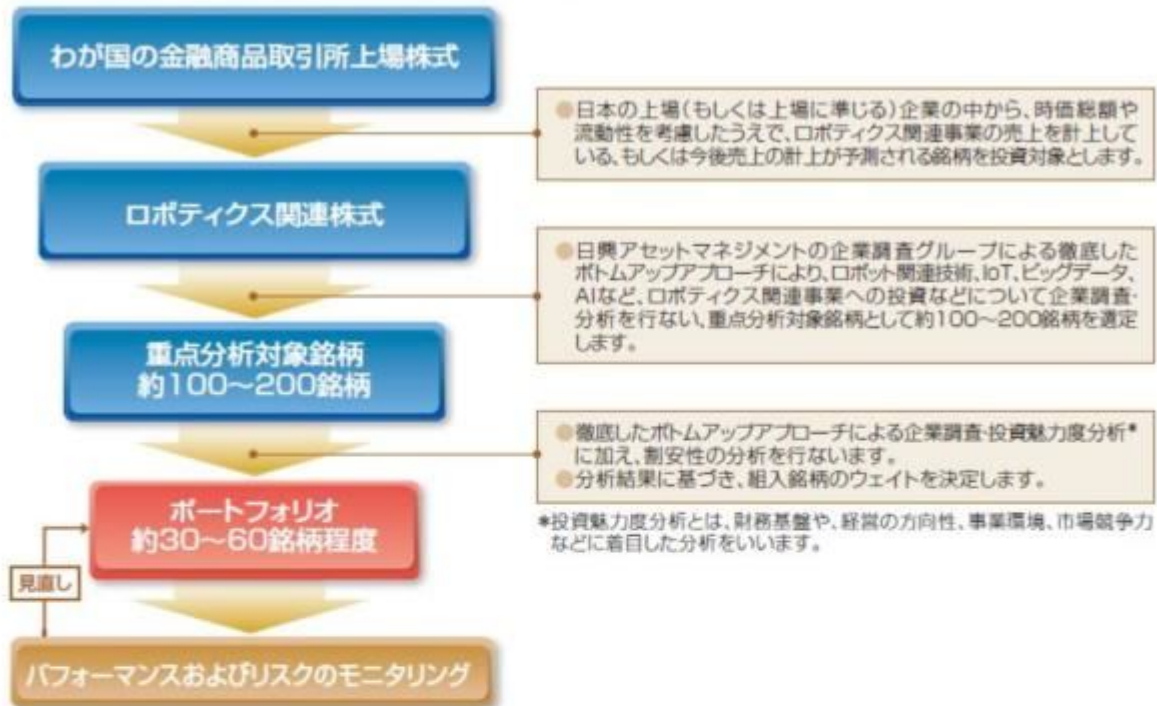 わが国の金融商品取引所上場株式
●日本の上場(もしくは上場に準じる)企業の中から、時価総額や
流動性を考慮したうえで、ロボティクス関連事業の売上を計上して
いる、もしくは今後売上の計上が予測される銘柄を投資対象とします。
ロボティクス関連株式
●日興アセットマネジメントの企業調査グループによる徹底した
ボトムアップアプローチにより、ロボット関連技術、IoT、ビッグデータ、
AIなど、ロボティクス関連事業への投資などについて企業調査・
分析を行ない、重点分析対象銘柄として約100〜200銘柄を選定
します。
重点分析対象銘柄
約100〜200銘柄
●徹底したボトムアップアプローチによる企業調査・投資魅力度分析*
に加え、割安性の分析を行ないます。
●分析結果に基づき、組入銘柄のウェイトを決定します。
*投資魅力度分析とは、財務基盤や、経営の方向性、事業環境、市場競争力
などに着目した分析をいいます。
ポートフォリオ
約30〜60銘柄程度
見直し
パフォーマンスおよびリスクのモニタリング